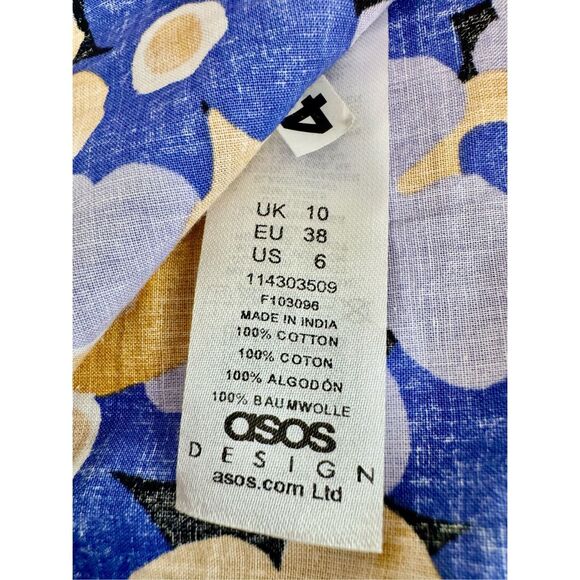 4
UK 10
EU 38
US 6
114303509
F103096
MADE IN INDIA
100% COTTON
100% COTON
100% ALGODÓN
100% BAUMWOLLE
asos
DESIGN
asos.com Ltd